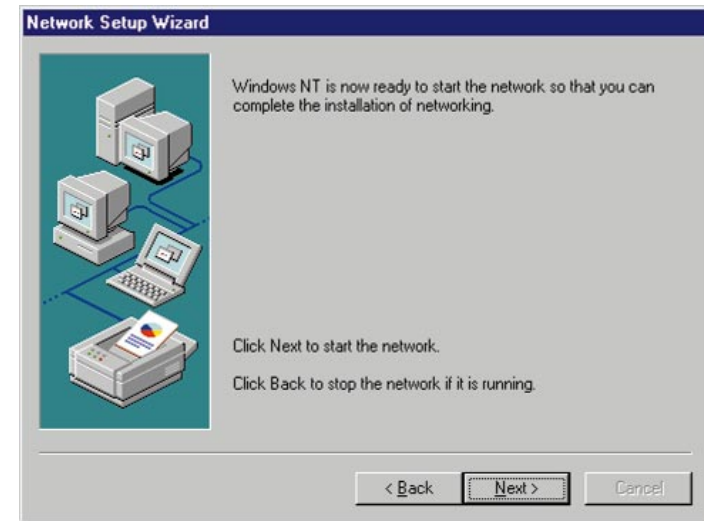 Network Setup Wizard
Windows NT is now ready to start the network so that you can
complete the installation of networking.
Click Next to start the network.
Click Back to stop the network if it is running.
< Back
Next >
Cancel